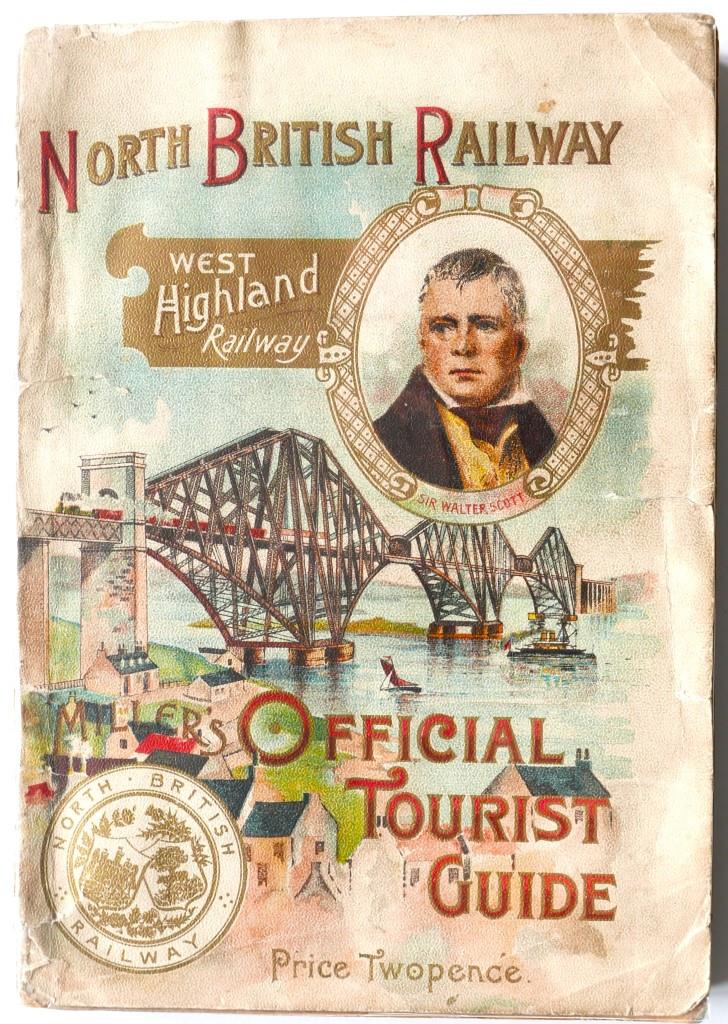 NORTH BRITISH RAILWAY
WEST
Highland
Railway
SIR WALTER SCOTT
MILLERS OFFICIAL
TOURIST
GUIDE
NORTH · BRITISH
RAILWAY
Price Twopence.